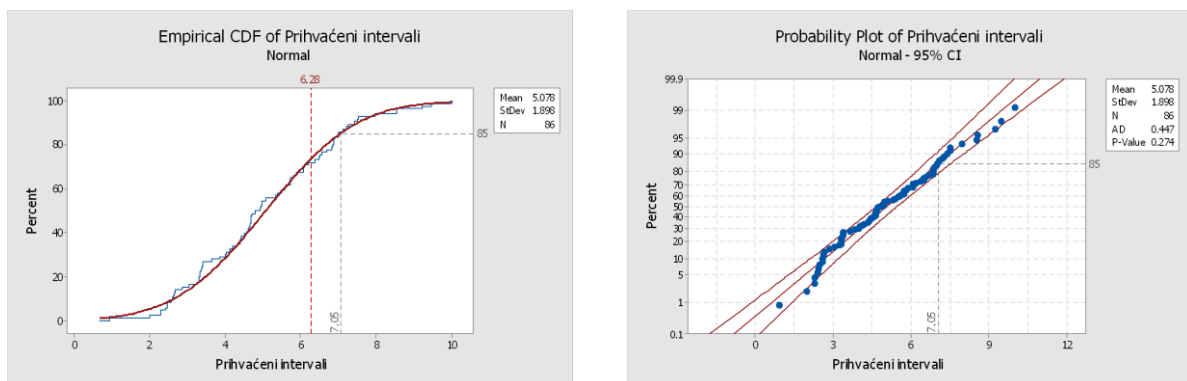 Empirical CDF of Prihvaćeni intervali
Normal
6.28
100
80
60
40
20
0
Percent
85
7.05
0
2
4
6
8
10
Prihvaćeni intervali
Mean 5.078
StDev 1.898
N 86
Probability Plot of Prihvaćeni intervali
Normal - 95% CI
99.9
99
95
90
80
70
60
50
40
30
20
10
5
1
0.1
Percent
85
7.05
0
3
6
9
12
Prihvaćeni intervali
Mean 5.078
StDev 1.898
N 86
AD 0.447
P-Value 0.274